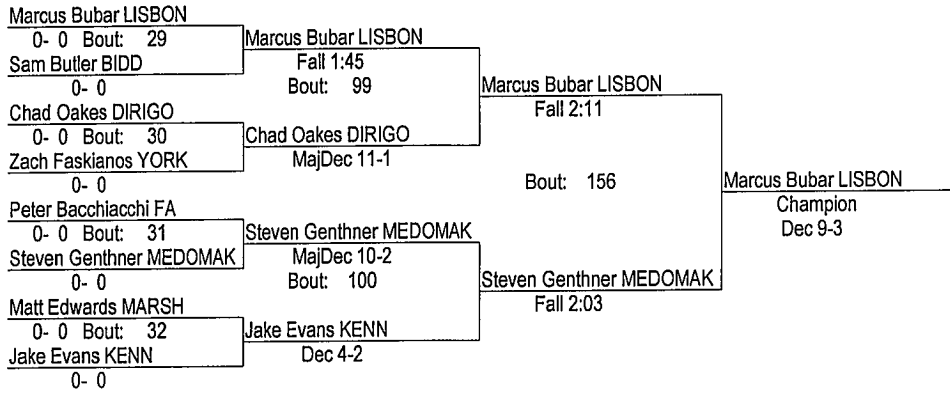 Marcus Bubar LISBON
0- 0 Bout: 29
Sam Butler BIDD
0- 0
Chad Oakes DIRIGO
0- 0 Bout: 30
Zach Faskianos YORK
0- 0
Peter Bacchiacchi FA
0- 0 Bout: 31
Steven Genthner MEDOMAK
0- 0
Matt Edwards MARSH
0- 0 Bout: 32
Jake Evans KENN
0- 0
Marcus Bubar LISBON
Fall 1:45
Bout: 99
Chad Oakes DIRIGO
MajDec 11-1
Steven Genthner MEDOMAK
MajDec 10-2
Bout: 100
Jake Evans KENN
Dec 4-2
Marcus Bubar LISBON
Fall 2:11
Bout: 156
Steven Genthner MEDOMAK
Fall 2:03
Marcus Bubar LISBON
Champion
Dec 9-3